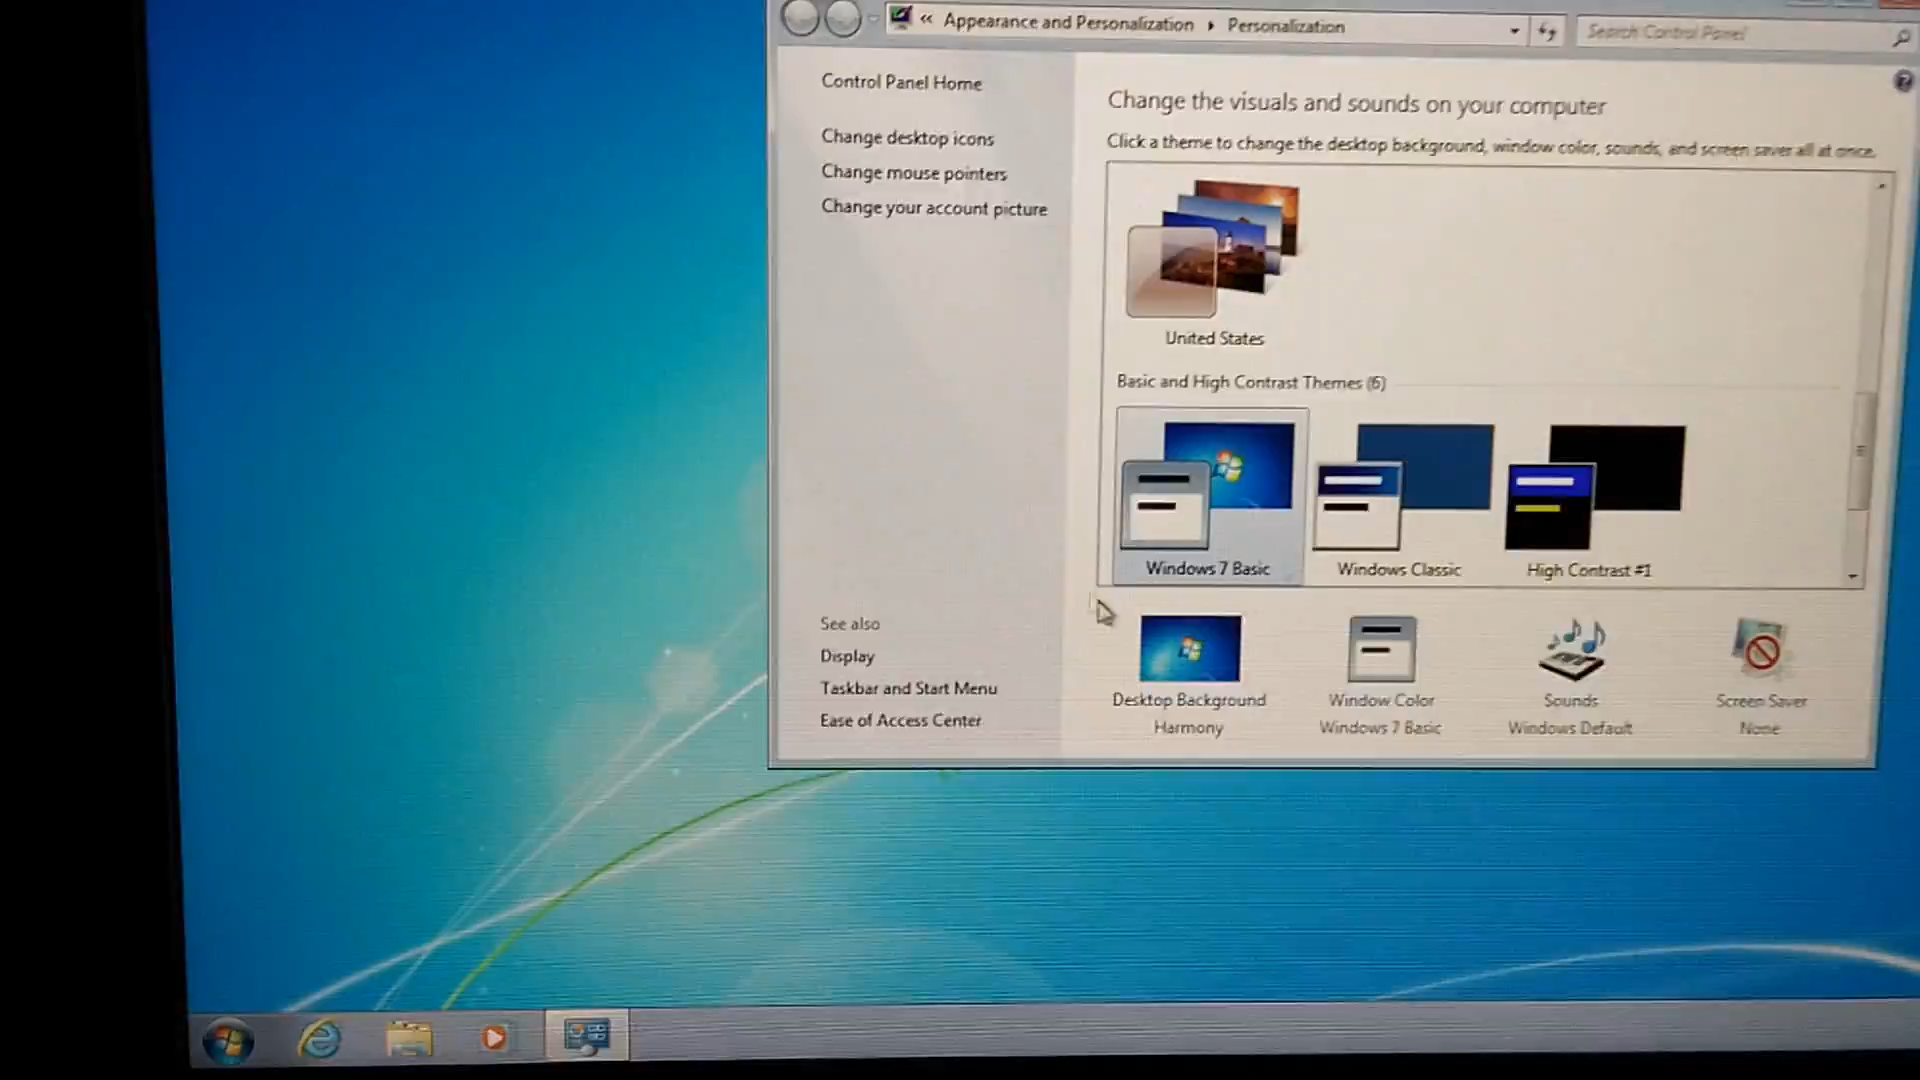 « Appearance and Personalization ▸ Personalization
Search Control Panel
Control Panel Home
Change desktop icons
Change mouse pointers
Change your account picture
See also
Display
Taskbar and Start Menu
Ease of Access Center
Change the visuals and sounds on your computer
Click a theme to change the desktop background, window color, sounds, and screen saver all at once.
United States
Basic and High Contrast Themes (6)
Windows 7 Basic
Windows Classic
High Contrast #1
Desktop Background
Harmony
Window Color
Windows 7 Basic
Sounds
Windows Default
Screen Saver
None